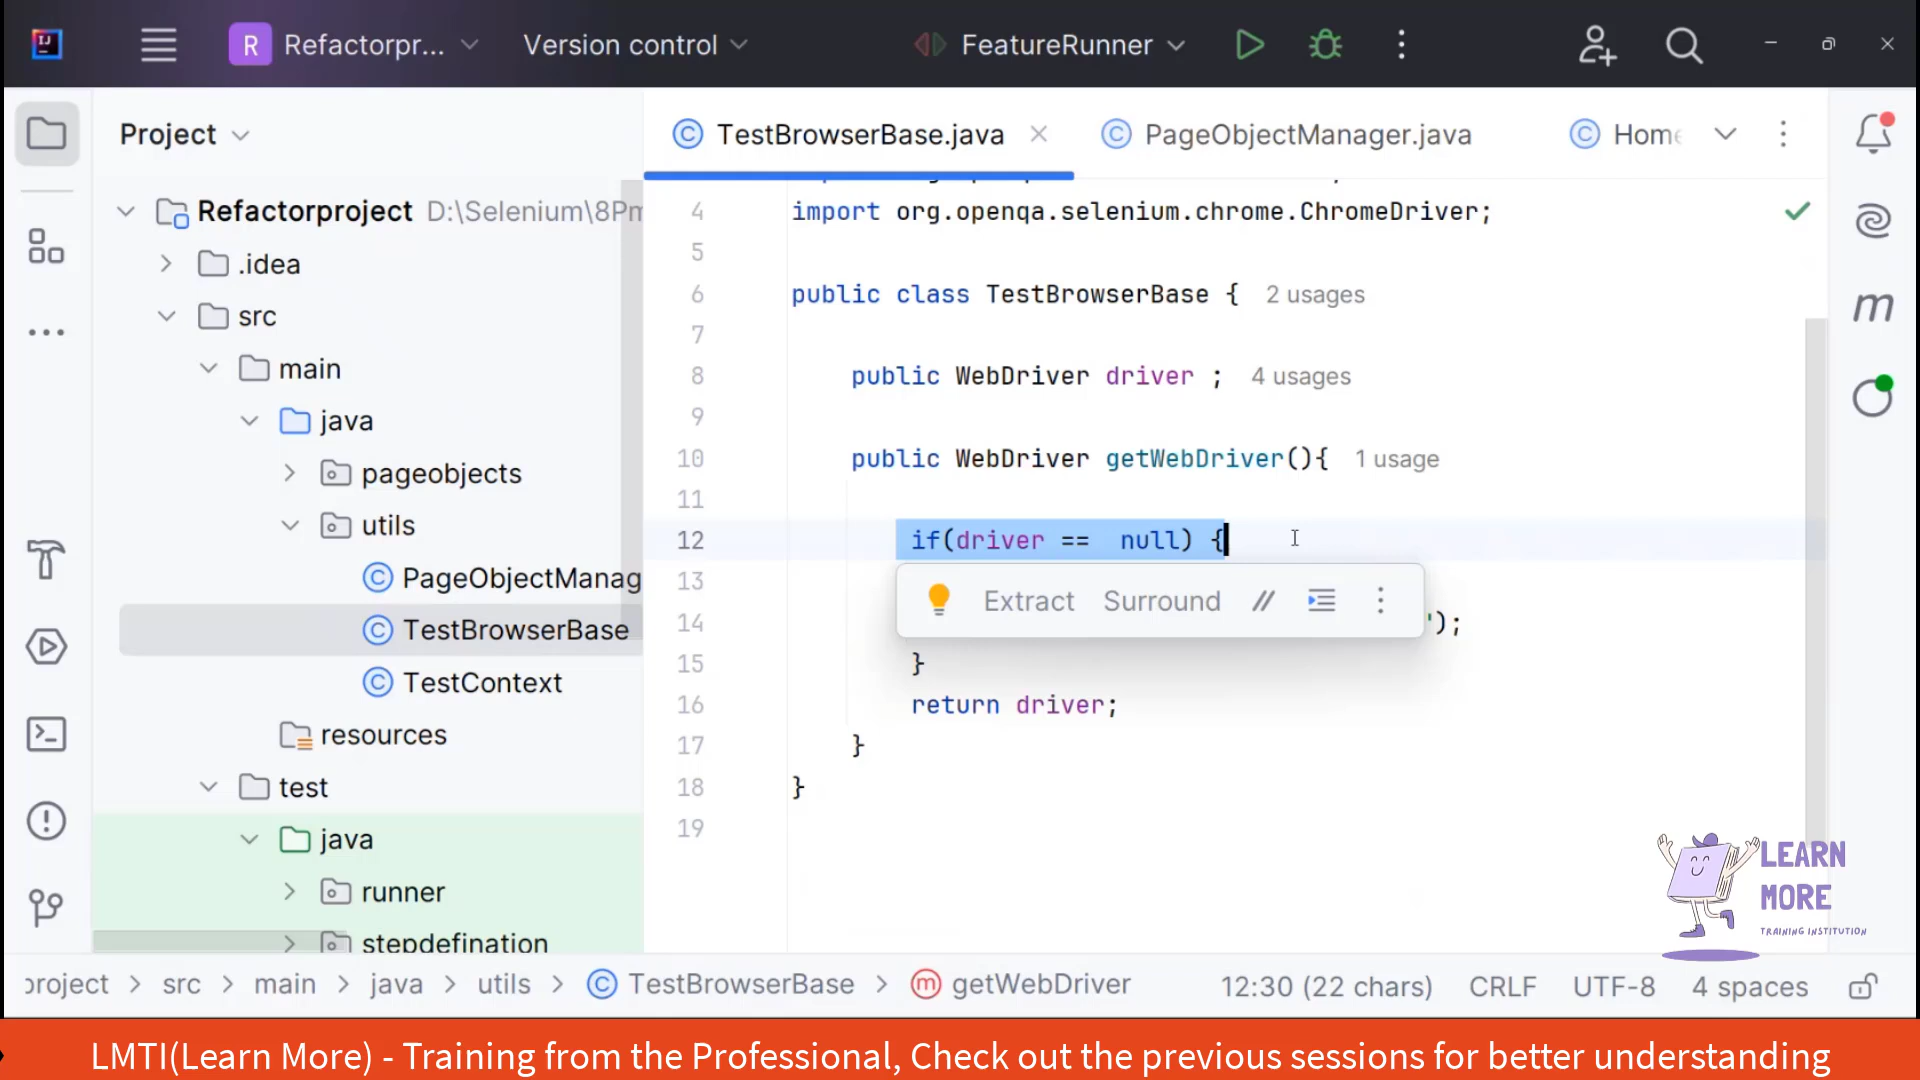 R Refactorpr... Version control FeatureRunner
Project
TestBrowserBase.java PageObjectManager.java Home
Refactorproject D:\Selenium\8Pm
.idea
src
main
java
pageobjects
utils
PageObjectManag
TestBrowserBase
TestContext
resources
test
java
runner
stepdefination
4 import org.openqa.selenium.chrome.ChromeDriver;
5
6 public class TestBrowserBase { 2 usages
7
8 public WebDriver driver ; 4 usages
9
10 public WebDriver getWebDriver(){ 1 usage
11
12 if(driver == null) {
13
Extract Surround //
14 ");
15 }
16 return driver;
17 }
18 }
19
m
LEARN
MORE
TRAINING INSTITUTION
project > src > main > java > utils > TestBrowserBase > getWebDriver 12:30 (22 chars) CRLF UTF-8 4 spaces
LMTI(Learn More) - Training from the Professional, Check out the previous sessions for better understanding